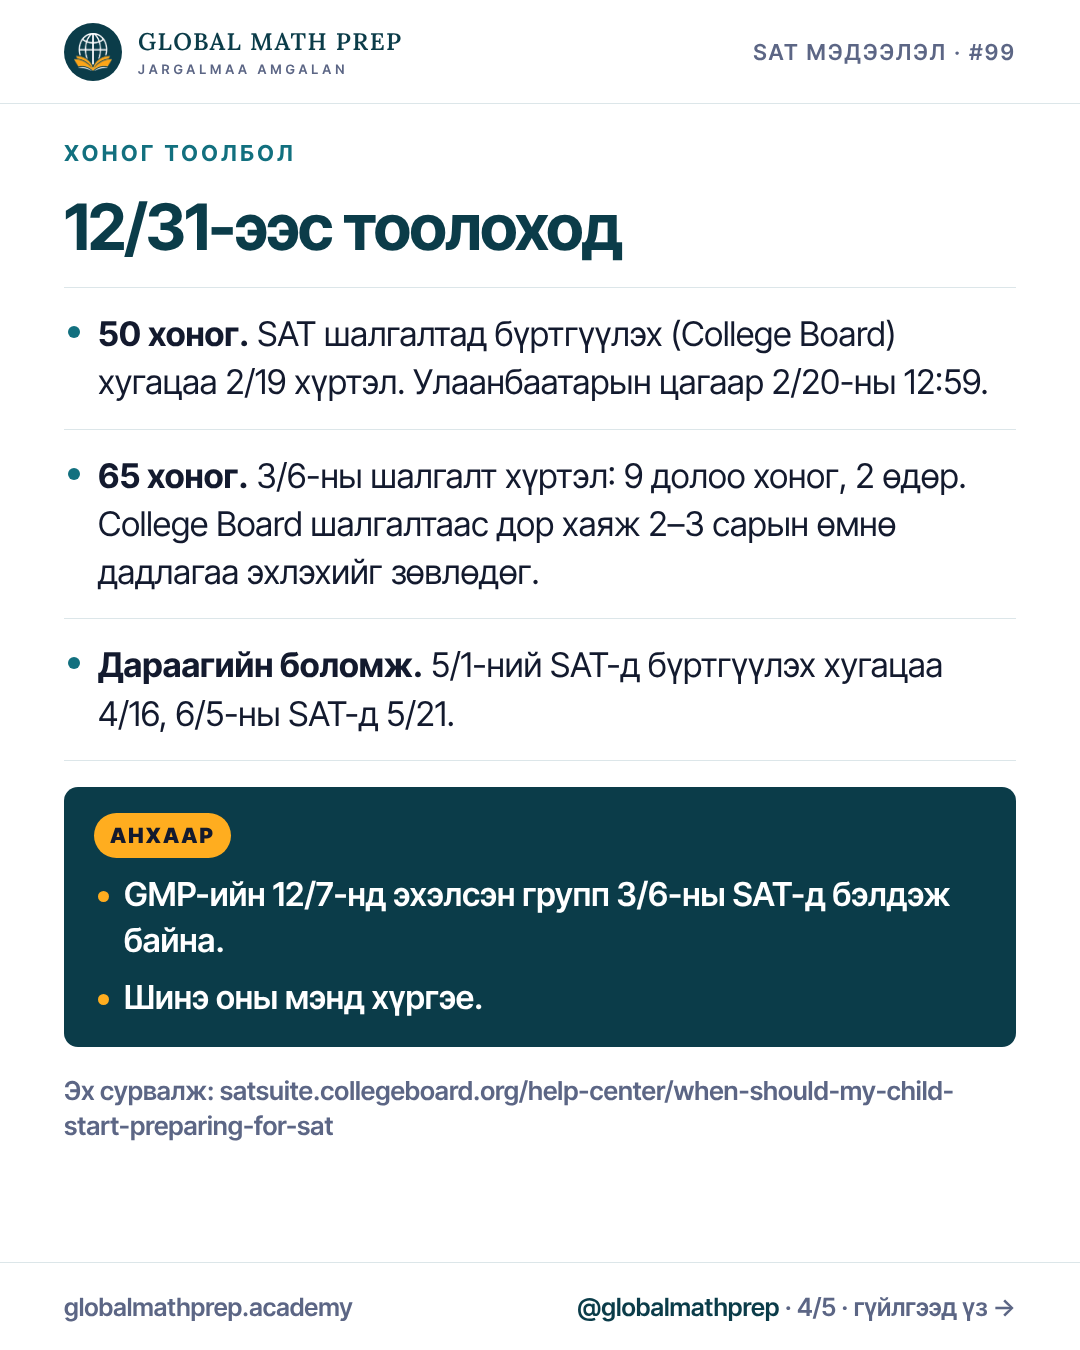 GLOBAL MATH PREP
JARGALMAA AMGALAN
SAT МЭДЭЭЛЭЛ · #99
ХОНОГ ТООЛБОЛ
12/31-ээс тоолоход
50 хоног. SAT шалгалтад бүртгүүлэх (College Board)
хугацаа 2/19 хүртэл. Улаанбаатарын цагаар 2/20-ны 12:59.
65 хоног. 3/6-ны шалгалт хүртэл: 9 долоо хоног, 2 өдөр.
College Board шалгалтаас дор хаяж 2–3 сарын өмнө
дадлагаа эхлэхийг зөвлөдөг.
Дараагийн боломж. 5/1-ний SAT-д бүртгүүлэх хугацаа
4/16, 6/5-ны SAT-д 5/21.
АНХААР
GMP-ийн 12/7-нд эхэлсэн групп 3/6-ны SAT-д бэлдэж
байна.
Шинэ оны мэнд хүргэе.
Эх сурвалж: satsuite.collegeboard.org/help-center/when-should-my-child-
start-preparing-for-sat
globalmathprep.academy
@globalmathprep · 4/5 · гүйлгээд үз →